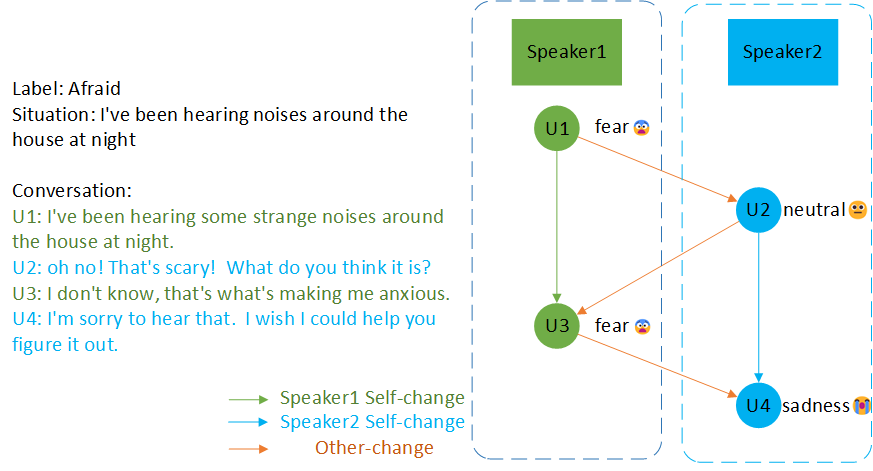 Label: Afraid
Situation: I've been hearing noises around the
house at night
Conversation:
U1: I've been hearing some strange noises around
the house at night.
U2: oh no! That's scary!  What do you think it is?
U3: I don't know, that's what's making me anxious.
U4: I'm sorry to hear that.  I wish I could help you
figure it out.
Speaker1 Self-change
Speaker2 Self-change
Other-change
Speaker1
Speaker2
U1
fear
U2
neutral
U3
fear
U4
sadness